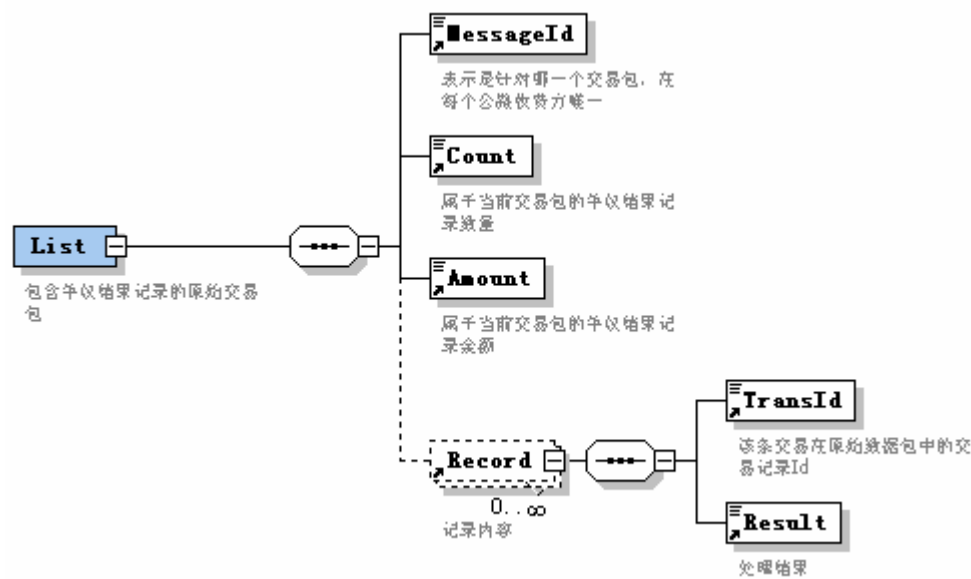 MessageId
表示是针对哪一个交易包，在
每个公路收费方唯一
Count
属于当前交易包的争议结果记
录数量
List
包含争议结果记录的原始交易
包
Amount
属于当前交易包的争议结果记
录金额
TransId
该条交易在原始数据包中的交
易记录Id
Record
0..∞
记录内容
Result
处理结果